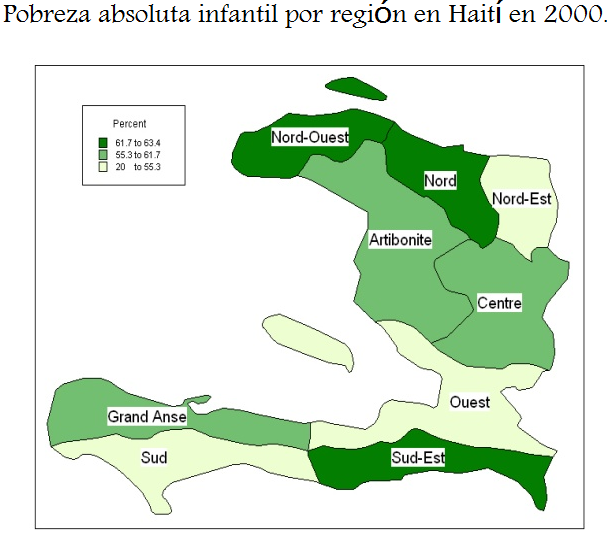 Pobreza absoluta infantil por región en Haití en 2000.
Percent
61.7 to 63.4
55.3 to 61.7
20 to 55.3
Nord-Ouest
Nord
Nord-Est
Artibonite
Centre
Ouest
Grand Anse
Sud
Sud-Est